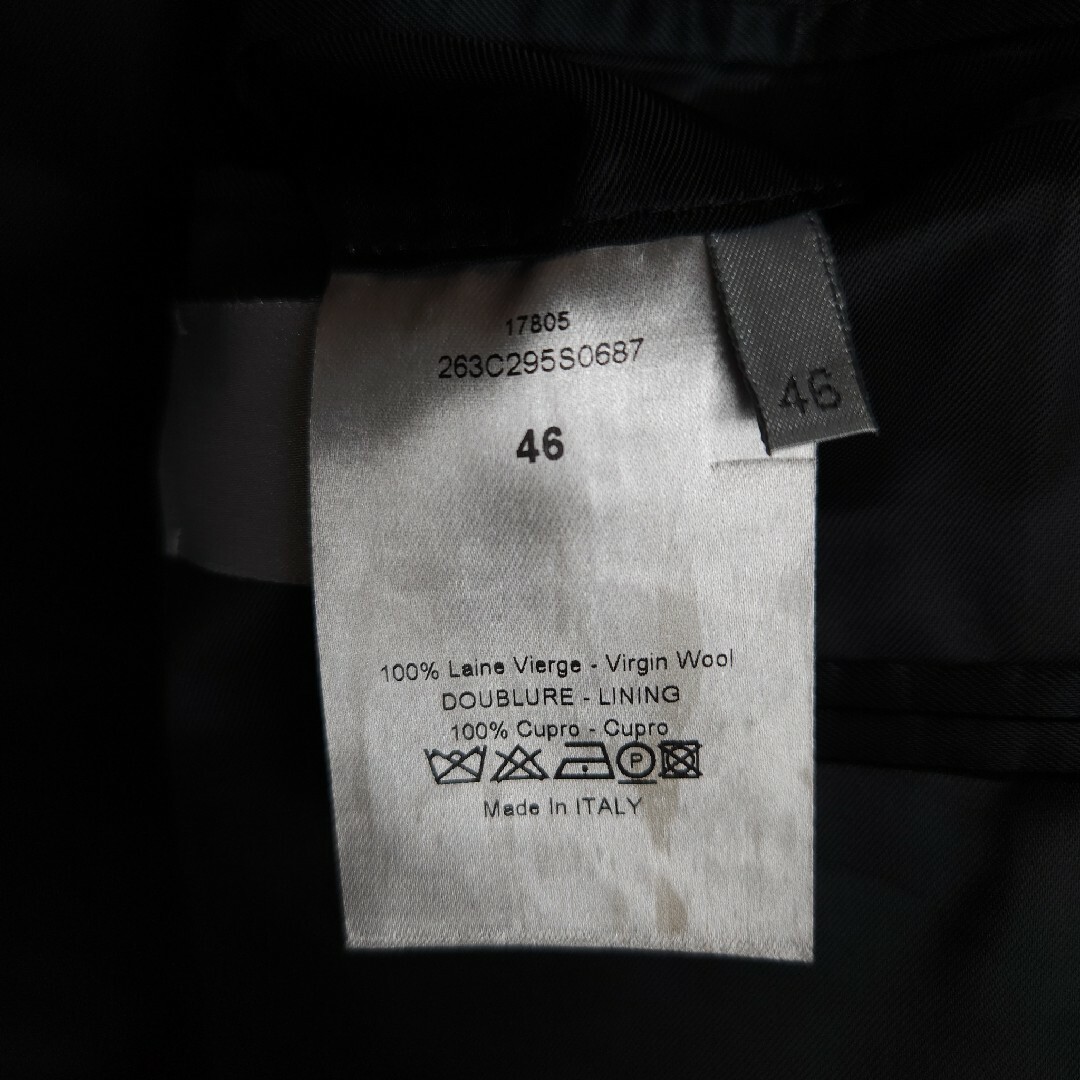 17805
263C295S0687
46
46
100% Laine Vierge - Virgin Wool
DOUBLURE - LINING
100% Cupro - Cupro
P
Made In ITALY